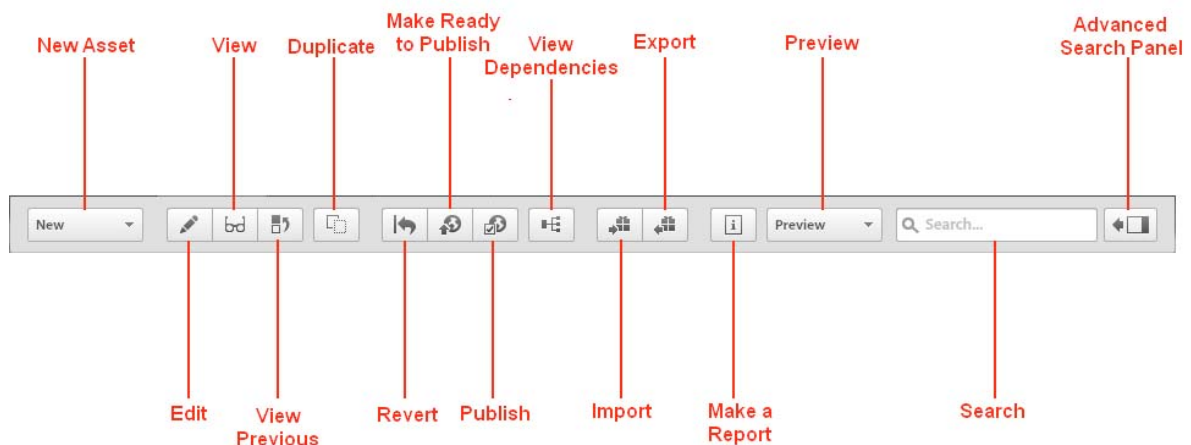 New Asset
View
Duplicate
Make Ready
to Publish
View
Dependencies
Export
Preview
Advanced
Search Panel
New
Preview
Search...
Edit
View
Previous
Revert
Publish
Import
Make a
Report
Search